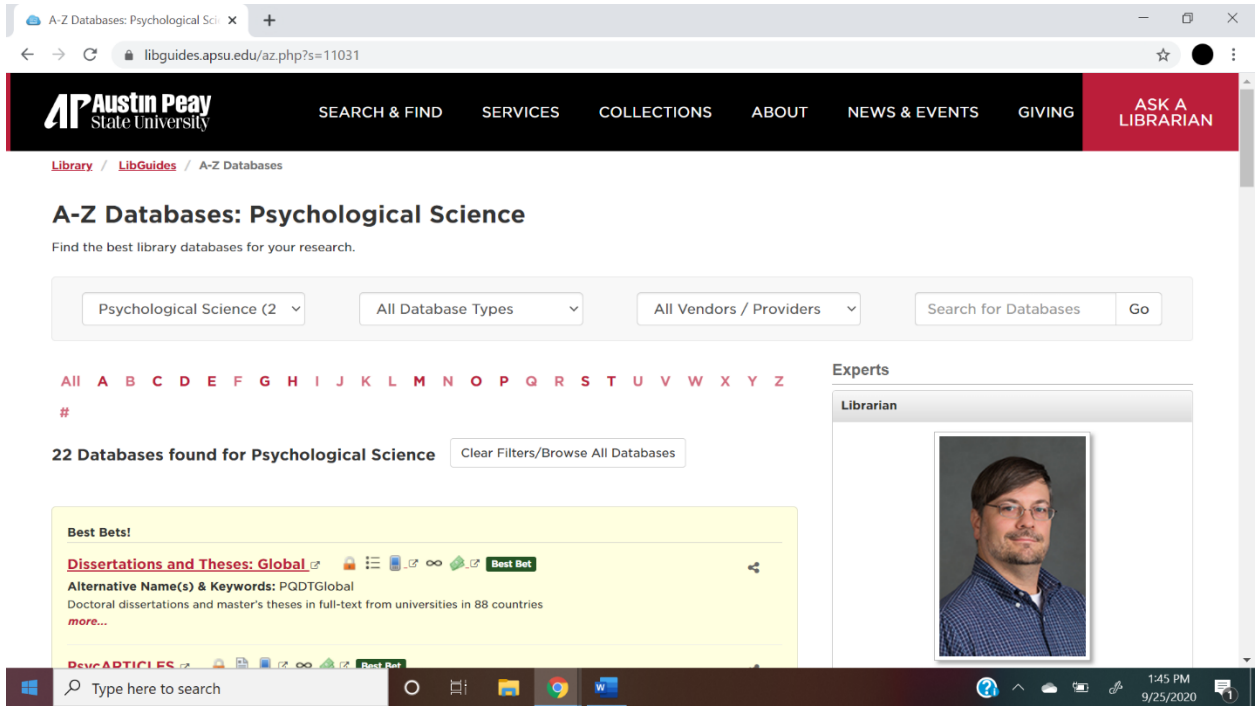 A-Z Databases: Psychological Sci
libguides.apsu.edu/az.php?s=11031
AP Austin Peay
State University
SEARCH & FIND SERVICES COLLECTIONS ABOUT NEWS & EVENTS GIVING
ASK A
LIBRARIAN
Library / LibGuides / A-Z Databases
A-Z Databases: Psychological Science
Find the best library databases for your research.
Psychological Science (2 All Database Types All Vendors / Providers Search for Databases Go
All A B C D E F G H I J K L M N O P Q R S T U V W X Y Z
#
22 Databases found for Psychological Science Clear Filters/Browse All Databases
Best Bets!
Dissertations and Theses: Global Best Bet
Alternative Name(s) & Keywords: PQDTGlobal
Doctoral dissertations and master's theses in full-text from universities in 88 countries
more...
PsycARTICLES Best Bet
Experts
Librarian
Type here to search
1:45 PM
9/25/2020
1